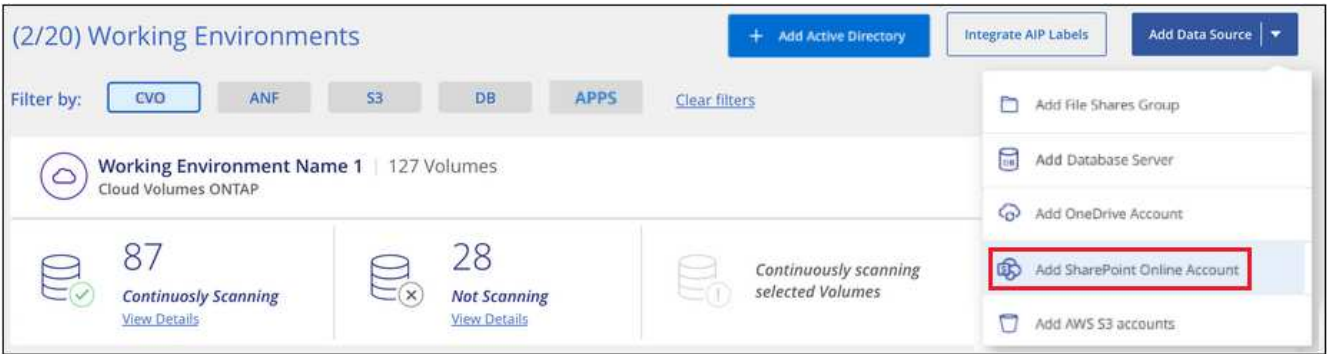 (2/20) Working Environments
+ Add Active Directory
Integrate AIP Labels
Add Data Source
Filter by:
CVO
ANF
S3
DB
APPS
Clear filters
Working Environment Name 1 | 127 Volumes
Cloud Volumes ONTAP
87
Continuosly Scanning
View Details
28
Not Scanning
View Details
Continuously scanning
selected Volumes
Add File Shares Group
Add Database Server
Add OneDrive Account
Add SharePoint Online Account
Add AWS S3 accounts